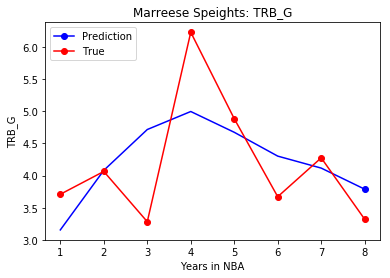 Marreese Speights: TRB_G
Prediction
True
TRB_G
6.0
5.5
5.0
4.5
4.0
3.5
3.0
1 2 3 4 5 6 7 8
Years in NBA